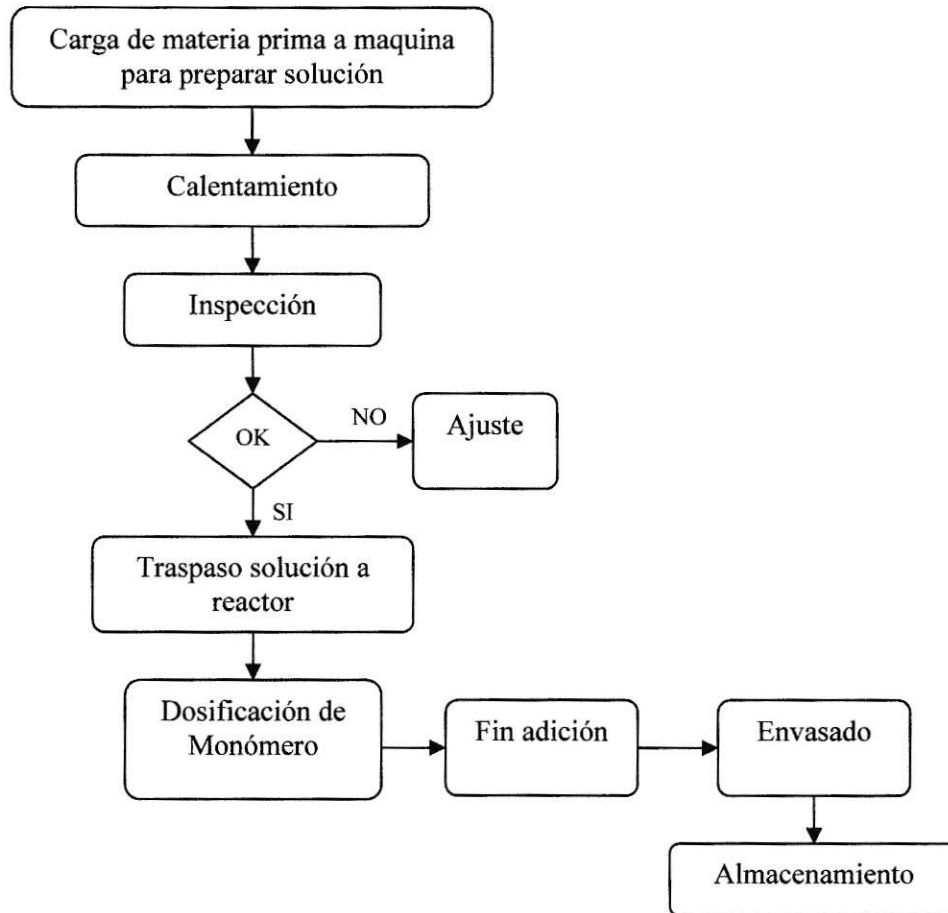 Carga de materia prima a maquina
para preparar solución
Calentamiento
Inspección
OK
NO
Ajuste
SI
Traspaso solución a
reactor
Dosificación de
Monómero
Fin adición
Envasado
Almacenamiento